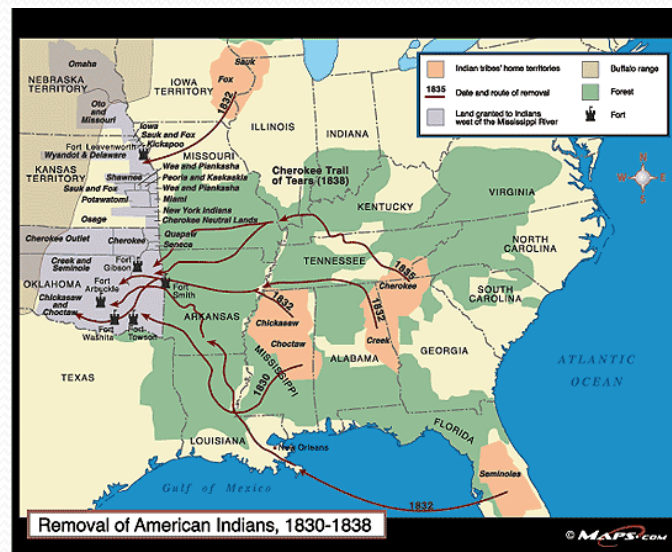 Omaha
NEBRASKA
TERRITORY
Oto
and
Missouri
IOWA
TERRITORY
Sauk
Fox
1832
Iowa
Sauk and Fox
Kickapoo
Fort Leavenworth
Wyandot & Delaware
KANSAS
TERRITORY
Shawnee
Sauk and Fox
Potawatomi
Osage
MISSOURI
Wea and Piankasha
Peoria and Kaskaskia
Wea and Piankasha
Miami
New York Indians
Cherokee Neutral Lands
Quapaw
Seneca
Cherokee Outlet
Cherokee
Creek and
Seminole
Fort
Gibson
OKLAHOMA
Fort
Arbuckle
Fort
Smith
Chickasaw
and
Choctaw
Fort
Washita
Fort
Towson
TEXAS
ILLINOIS
INDIANA
Cherokee Trail
of Tears (1838)
KENTUCKY
VIRGINIA
NORTH
CAROLINA
TENNESSEE
1835
Cherokee
SOUTH
CAROLINA
ARKANSAS
1832
Chickasaw
Choctaw
MISSISSIPPI
1830
1832
Creek
ALABAMA
GEORGIA
LOUISIANA
New Orleans
FLORIDA
Seminoles
1832
ATLANTIC
OCEAN
Gulf of Mexico
Indian tribes' home territories
1835
Date and route of removal
Land granted to Indians
west of the Mississippi River
Buffalo range
Forest
Fort
N
W
E
S
Removal of American Indians, 1830-1838
© MAPS.COM